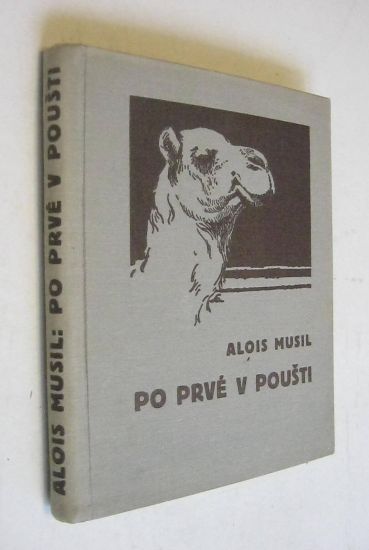 ALOIS MUSIL: PO PRVÉ V POUŠTI
ALOIS MUSIL
PO PRVÉ V POUŠTI